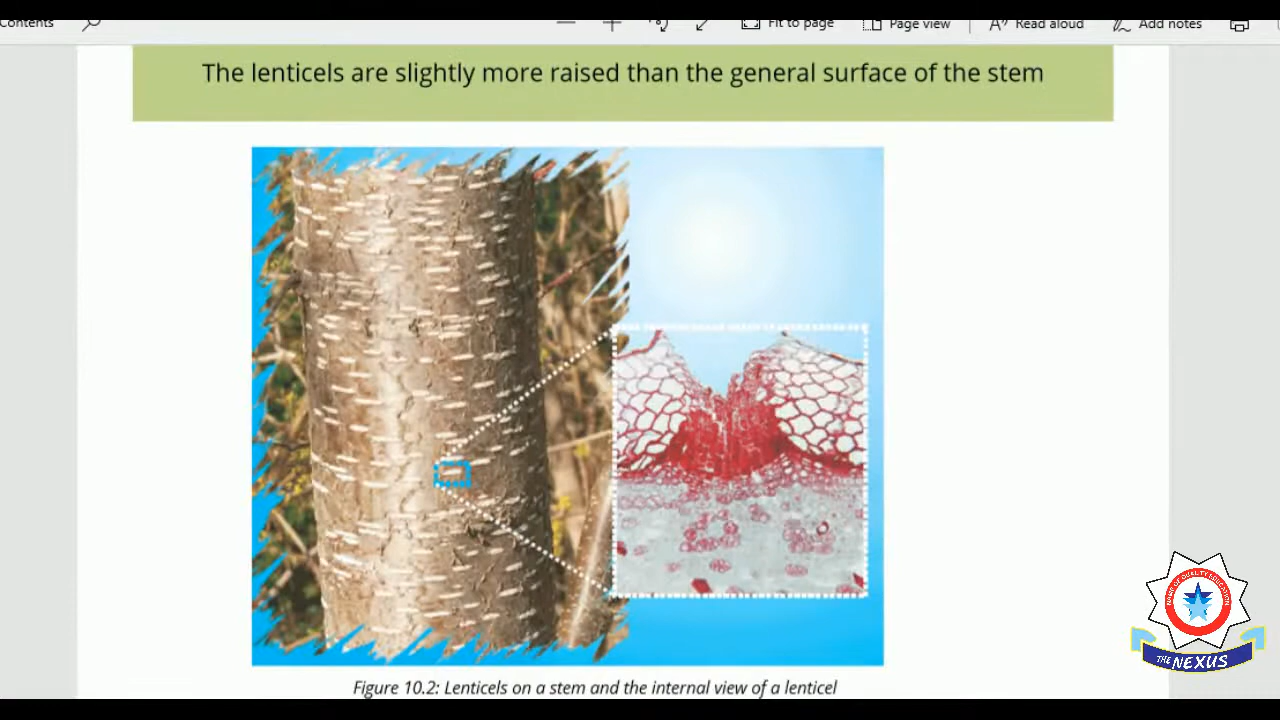 Contents
Fit to page
Page view
Read aloud
Add notes
The lenticels are slightly more raised than the general surface of the stem
Figure 10.2: Lenticels on a stem and the internal view of a lenticel
THE NEXUS